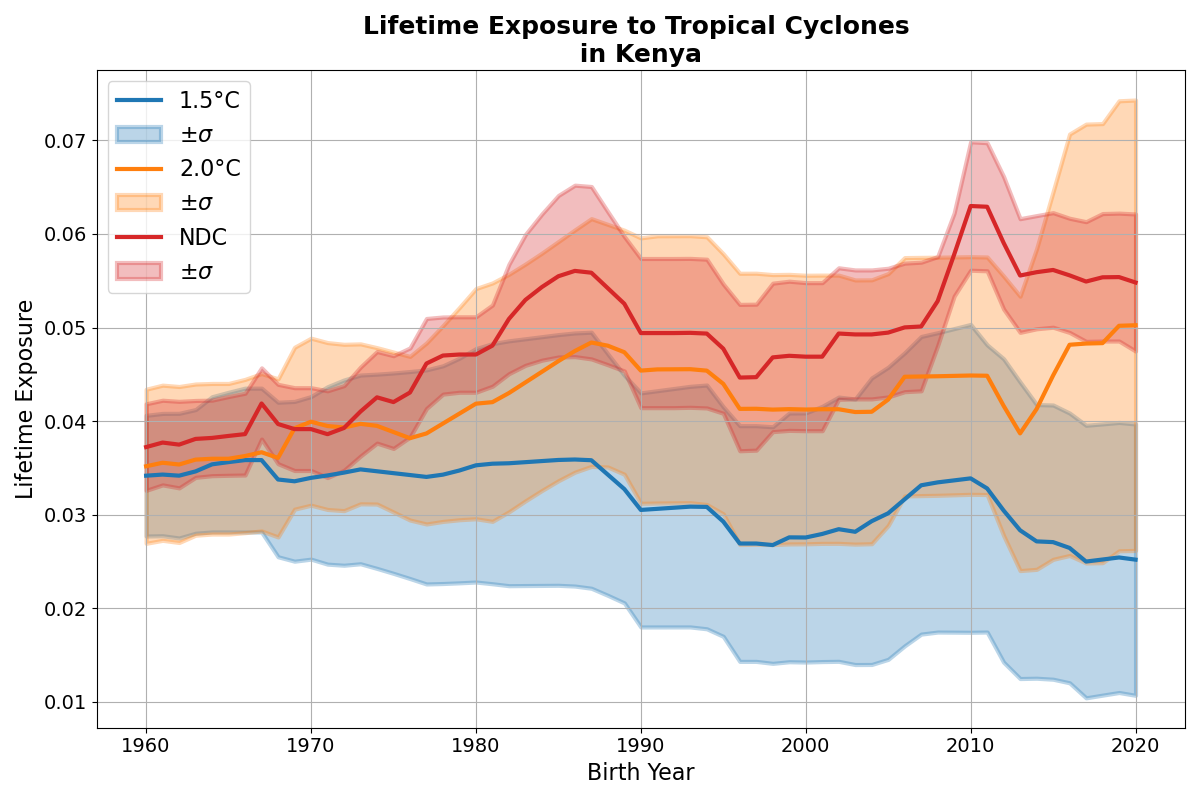 Lifetime Exposure to Tropical Cyclones
in Kenya
1.5°C
±σ
2.0°C
±σ
NDC
±σ
Lifetime Exposure
0.07
0.06
0.05
0.04
0.03
0.02
0.01
1960 1970 1980 1990 2000 2010 2020
Birth Year